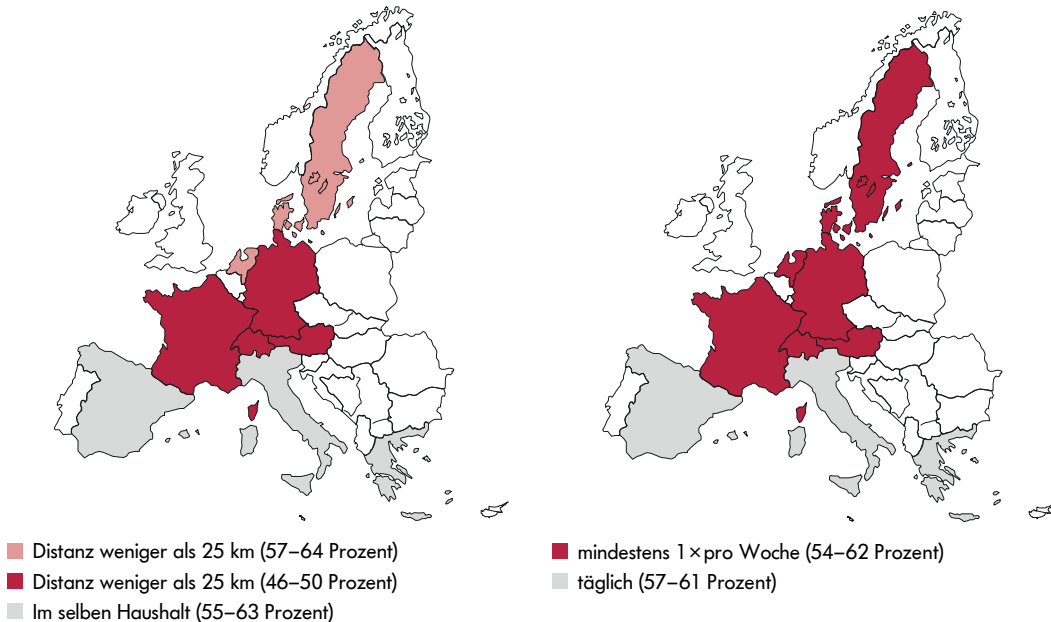 Distanz weniger als 25 km (57–64 Prozent)
Distanz weniger als 25 km (46–50 Prozent)
Im selben Haushalt (55–63 Prozent)
mindestens 1×pro Woche (54–62 Prozent)
täglich (57–61 Prozent)